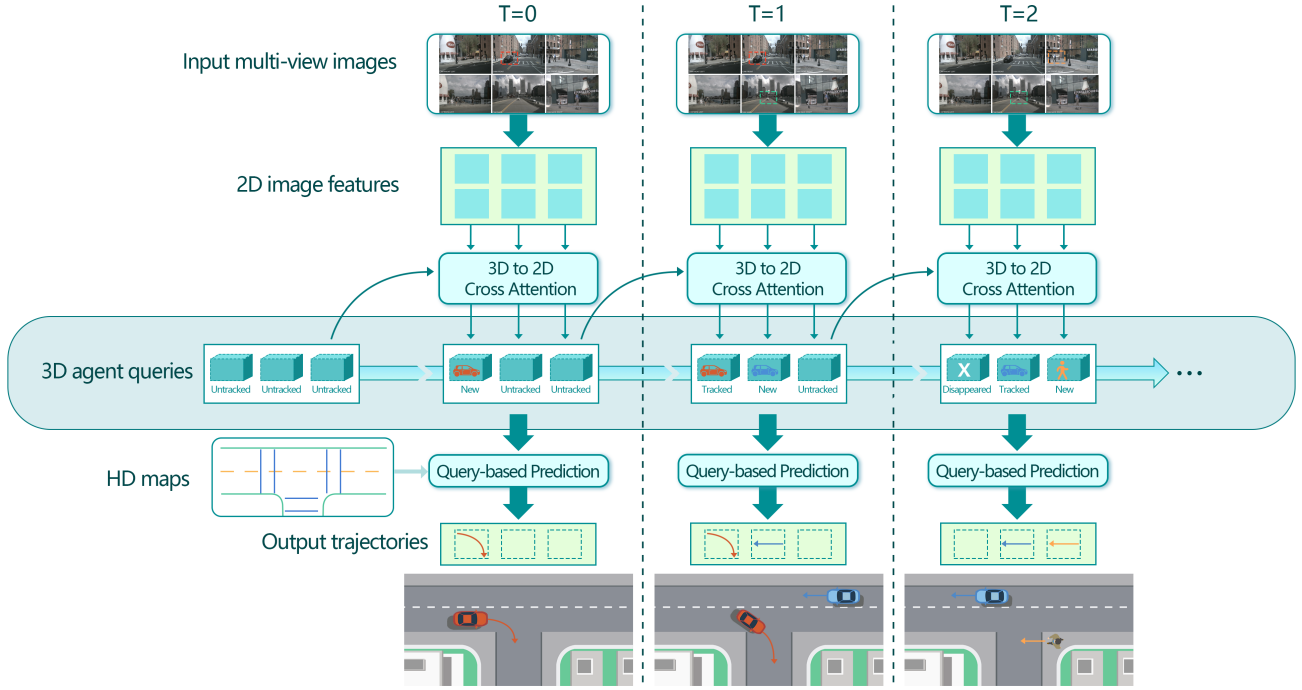 T=0
T=1
T=2
Input multi-view images
2D image features
3D to 2D
Cross Attention
3D to 2D
Cross Attention
3D to 2D
Cross Attention
3D agent queries
Untracked
Untracked
Untracked
New
Untracked
Untracked
Tracked
New
Untracked
X
Disappeared
Tracked
New
...
HD maps
Query-based Prediction
Query-based Prediction
Query-based Prediction
Output trajectories